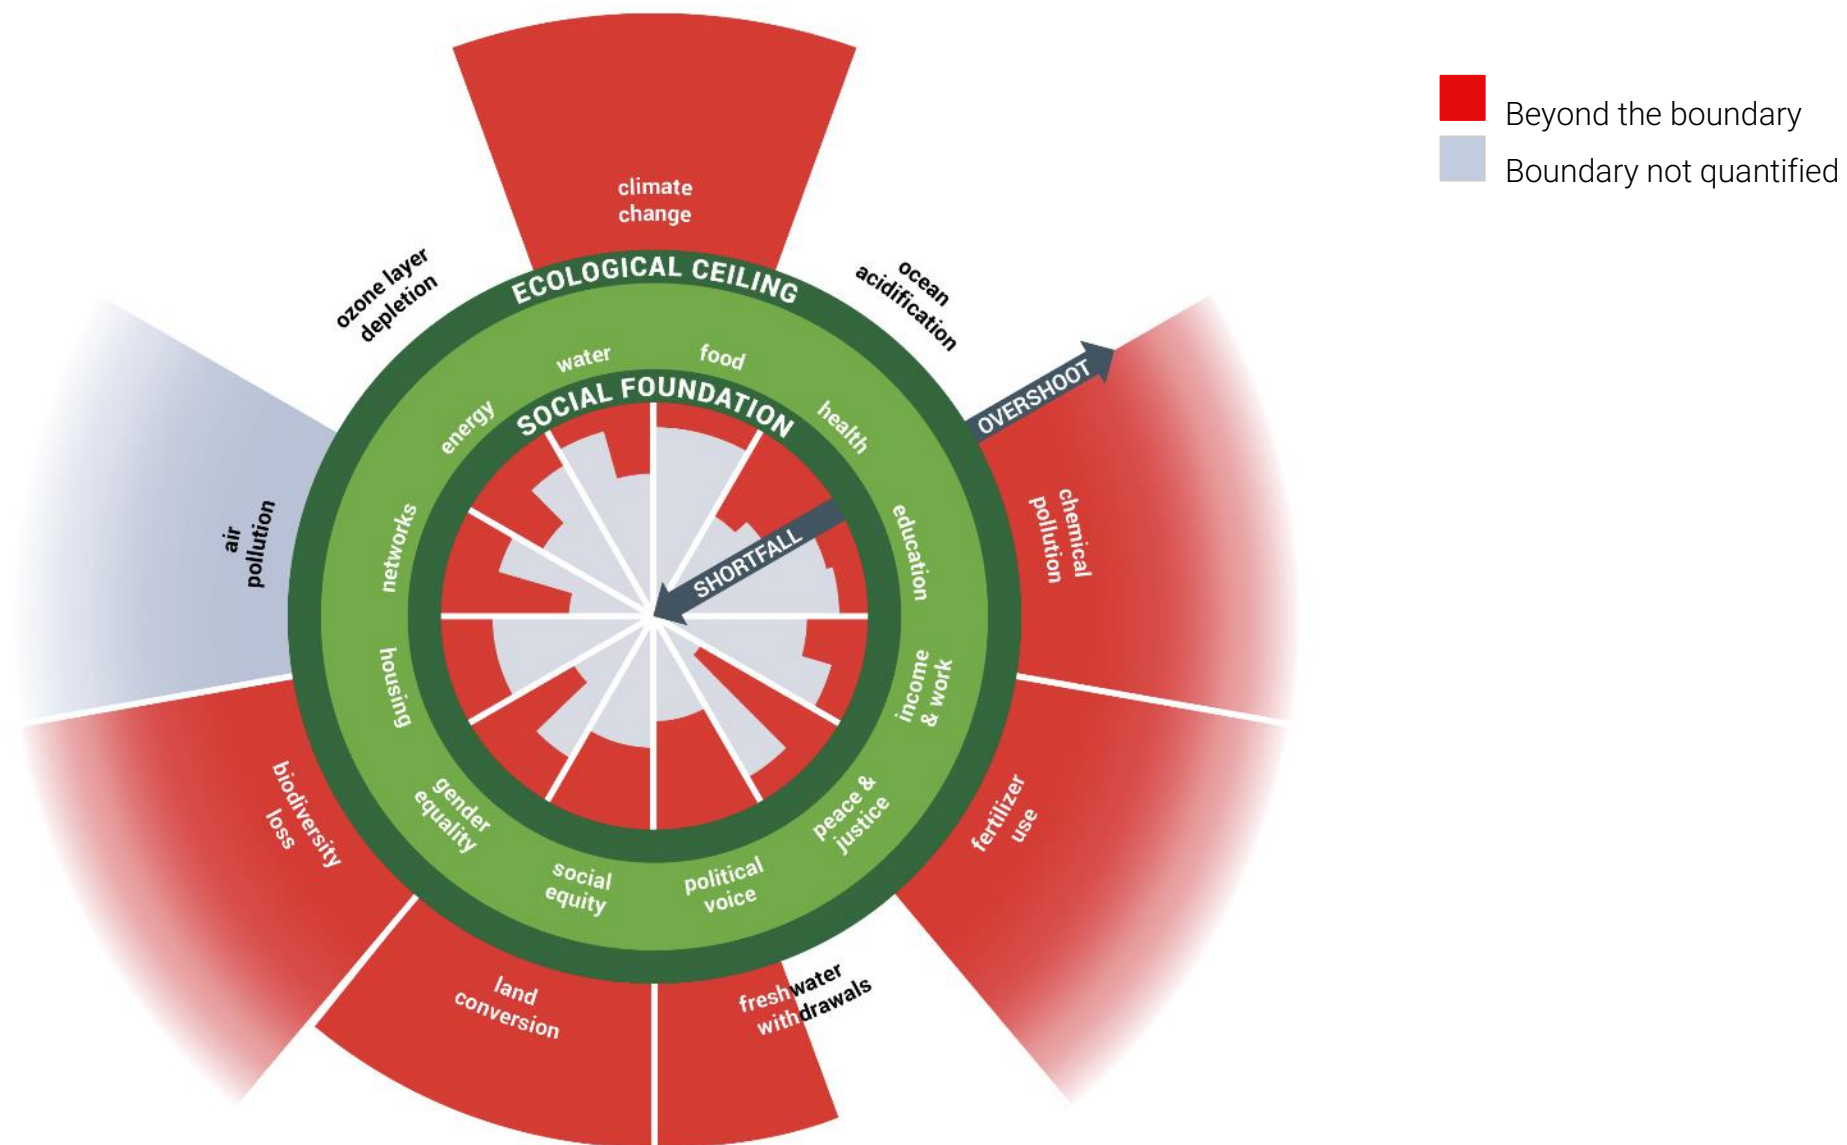 Beyond the boundary
Boundary not quantified
climate
change
ozone layer
depletion
ocean
acidification
ECOLOGICAL CEILING
OVERSHOOT
water
food
SOCIAL FOUNDATION
energy
health
networks
education
SHORTFALL
air
pollution
chemical
pollution
housing
income
& work
biodiversity
loss
gender
equality
peace &
justice
fertilizer
use
social
equity
political
voice
land
conversion
freshwater
withdrawals